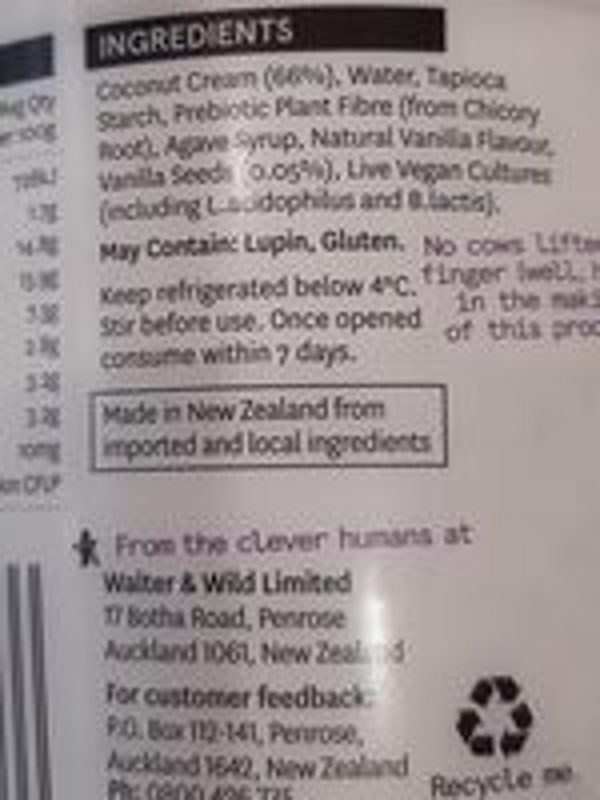 INGREDIENTS
Coconut Cream (66%), Water, Tapioca
Starch, Prebiotic Plant Fibre (from Chicory
Root), Agave Syrup, Natural Vanilla Flavour,
Vanilla Seeds (0.05%), Live Vegan Cultures
(including L.acidophilus and B.lactis).
May Contain: Lupin, Gluten.
Keep refrigerated below 4°C.
Stir before use. Once opened
consume within 7 days.
No cows lifte
finger (well, h
in the maki
of this proc
Made in New Zealand from
imported and local ingredients
From the clever humans at
Walter & Wild Limited
17 Botha Road, Penrose
Auckland 1061, New Zealand
For customer feedback:
P.O. Box 112-141, Penrose,
Auckland 1642, New Zealand
Ph: 0800 496
Recycle me